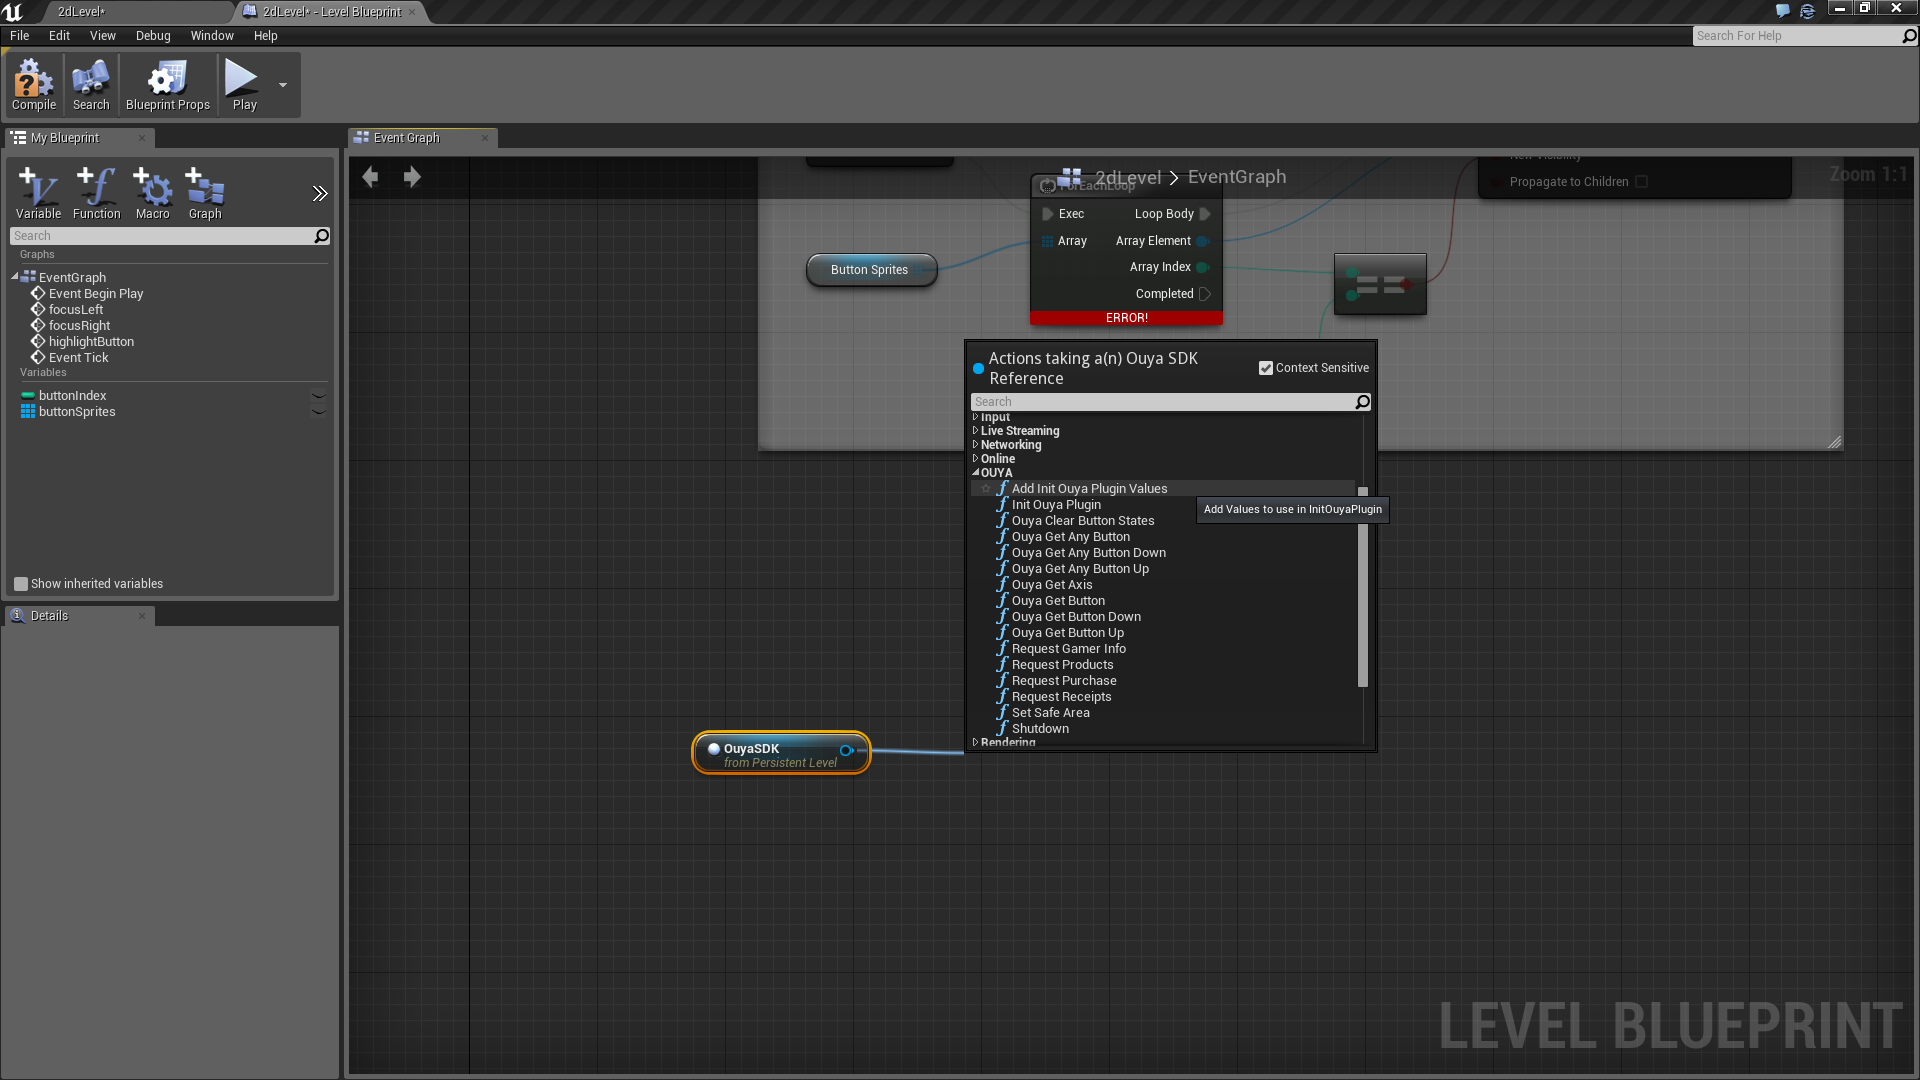 2dLevel*
2dLevel* - Level Blueprint
File Edit View Debug Window Help
Search For Help
Compile Search Blueprint Props Play
My Blueprint
Event Graph
Variable Function Macro Graph
Search
Graphs
EventGraph
Event Begin Play
focusLeft
focusRight
highlightButton
Event Tick
Variables
buttonIndex
buttonSprites
Show inherited variables
Details
2dLevel > EventGraph
Zoom 1:1
New Visibility
Propagate to Children
ForEachLoop
Exec Loop Body
Array Array Element
Array Index
Completed
ERROR!
Button Sprites
==
Actions taking a(n) Ouya SDK
Reference
Context Sensitive
Search
Input
Live Streaming
Networking
Online
OUYA
Add Init Ouya Plugin Values
Add Values to use in InitOuyaPlugin
Init Ouya Plugin
Ouya Clear Button States
Ouya Get Any Button
Ouya Get Any Button Down
Ouya Get Any Button Up
Ouya Get Axis
Ouya Get Button
Ouya Get Button Down
Ouya Get Button Up
Request Gamer Info
Request Products
Request Purchase
Request Receipts
Set Safe Area
Shutdown
Rendering
OuyaSDK
from Persistent Level
LEVEL BLUEPRINT